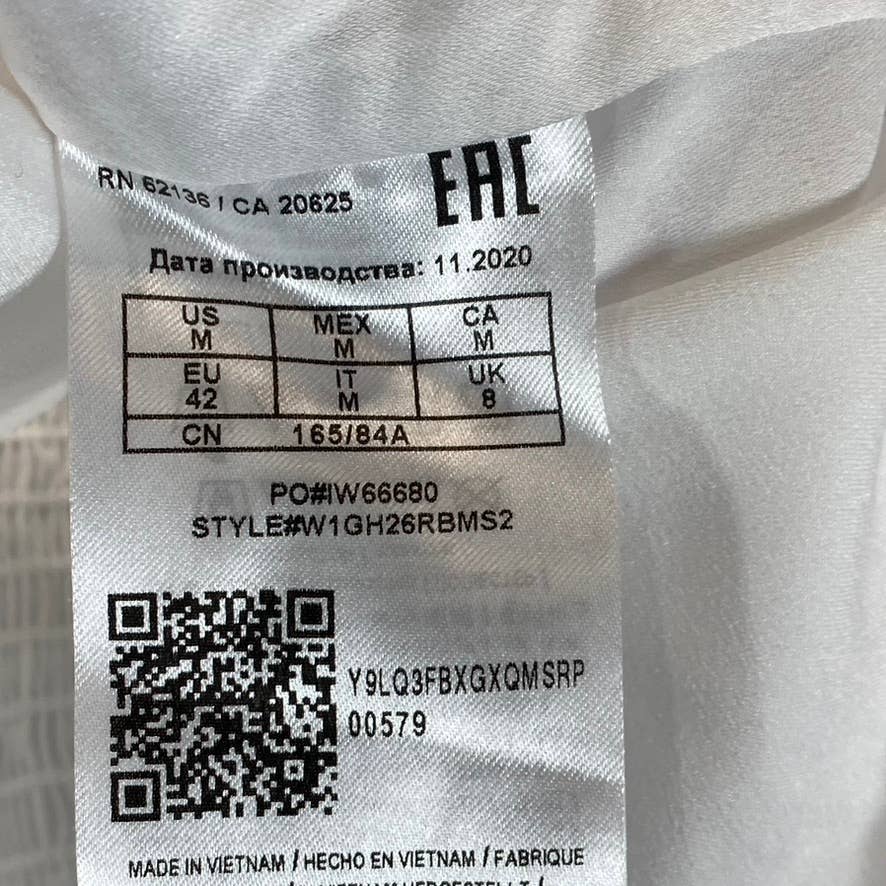 RN 62136 / CA 20625
EAC
Дата производства: 11.2020
US MEX CA
M M M
EU IT UK
42 M 8
CN 165/84A
PO#IW66680
STYLE#W1GH26RBMS2
Y9LQ3FBXGXQMSRP
00579
MADE IN VIETNAM / HECHO EN VIETNAM / FABRIQUE